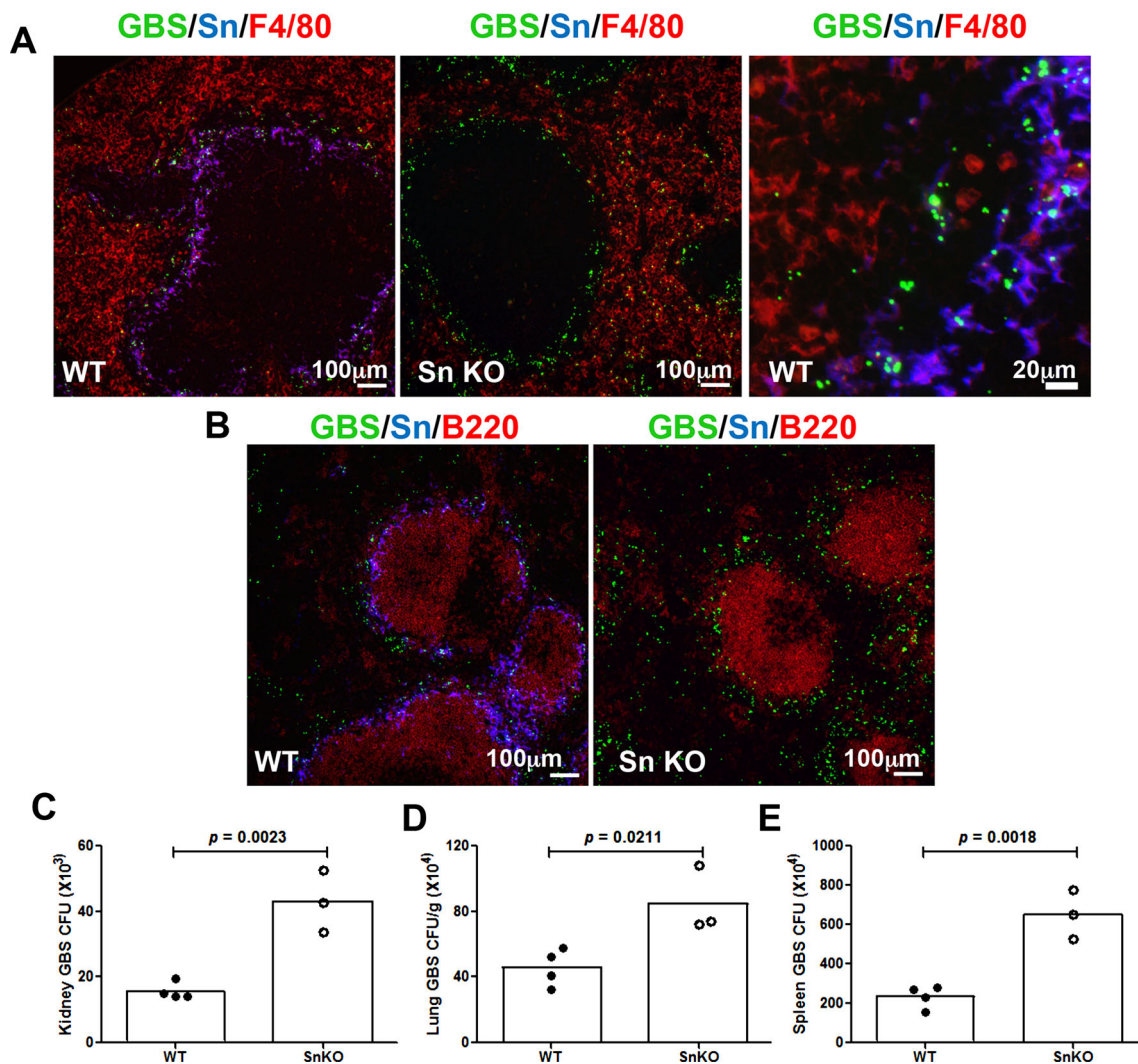 A
GBS/Sn/F4/80
GBS/Sn/F4/80
GBS/Sn/F4/80
WT
100μm
Sn KO
100μm
WT
20μm
B
GBS/Sn/B220
GBS/Sn/B220
WT
100μm
Sn KO
100μm
C
Kidney GBS CFU (X10³)
60
40
20
0
p = 0.0023
WT
SnKO
D
Lung GBS CFU/g (X10⁴)
120
80
40
0
p = 0.0211
WT
SnKO
E
Spleen GBS CFU (X10⁴)
1000
800
600
400
200
0
p = 0.0018
WT
SnKO